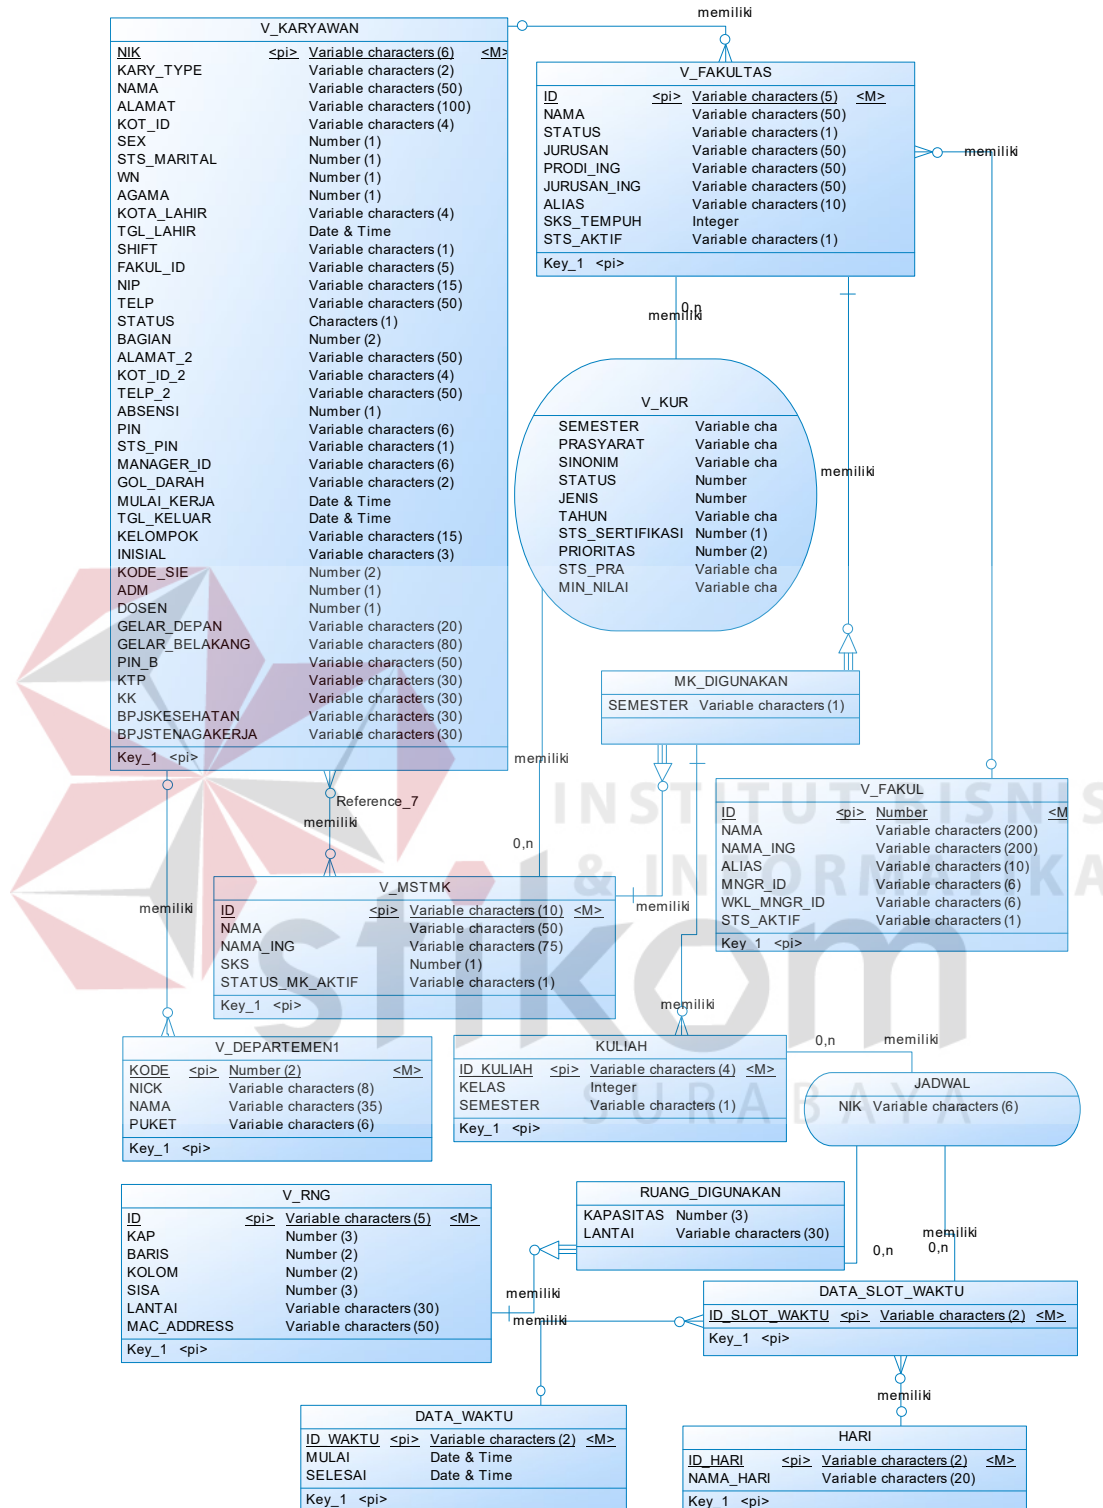 memiliki
V_KARYAWAN
NIK <pi> Variable characters (6) <M>
KARY_TYPE Variable characters (2)
NAMA Variable characters (50)
ALAMAT Variable characters (100)
KOT_ID Variable characters (4)
SEX Number (1)
STS_MARITAL Number (1)
WN Number (1)
AGAMA Number (1)
KOTA_LAHIR Variable characters (4)
TGL_LAHIR Date & Time
SHIFT Variable characters (1)
FAKUL_ID Variable characters (5)
NIP Variable characters (15)
TELP Variable characters (50)
STATUS Characters (1)
BAGIAN Number (2)
ALAMAT_2 Variable characters (50)
KOT_ID_2 Variable characters (4)
TELP_2 Variable characters (50)
ABSENSI Number (1)
PIN Variable characters (6)
STS_PIN Variable characters (1)
MANAGER_ID Variable characters (6)
GOL_DARAH Variable characters (2)
MULAI_KERJA Date & Time
TGL_KELUAR Date & Time
KELOMPOK Variable characters (15)
INISIAL Variable characters (3)
KODE_SIE Number (2)
ADM Number (1)
DOSEN Number (1)
GELAR_DEPAN Variable characters (20)
GELAR_BELAKANG Variable characters (80)
PIN_B Variable characters (50)
KTP Variable characters (30)
KK Variable characters (30)
BPJSKESEHATAN Variable characters (30)
BPJSTENAGAKERJA Variable characters (30)
Key_1 <pi>
V_FAKULTAS
ID <pi> Variable characters (5) <M>
NAMA Variable characters (50)
STATUS Variable characters (1)
JURUSAN Variable characters (50)
PRODI_ING Variable characters (50)
JURUSAN_ING Variable characters (50)
ALIAS Variable characters (10)
SKS_TEMPUH Integer
STS_AKTIF Variable characters (1)
Key_1 <pi>
memiliki
0,n
memiliki
V_KUR
SEMESTER Variable cha
PRASYARAT Variable cha
SINONIM Variable cha
STATUS Number
JENIS Number
TAHUN Variable cha
STS_SERTIFIKASI Number (1)
PRIORITAS Number (2)
STS_PRA Variable cha
MIN_NILAI Variable cha
memiliki
MK_DIGUNAKAN
SEMESTER Variable characters (1)
memiliki
Reference_7
memiliki
0,n
INSTITUT BISNIS
& INFORMATIKA
stikom
SURABAYA
V_FAKUL
ID <pi> Number <M
NAMA Variable characters (200)
NAMA_ING Variable characters (200)
ALIAS Variable characters (10)
MNGR_ID Variable characters (6)
WKL_MNGR_ID Variable characters (6)
STS_AKTIF Variable characters (1)
Key_1 <pi>
memiliki
V_MSTMK
ID <pi> Variable characters (10) <M>
NAMA Variable characters (50)
NAMA_ING Variable characters (75)
SKS Number (1)
STATUS_MK_AKTIF Variable characters (1)
Key_1 <pi>
memiliki
memiliki
V_DEPARTEMEN1
KODE <pi> Number (2) <M>
NICK Variable characters (8)
NAMA Variable characters (35)
PUKET Variable characters (6)
Key_1 <pi>
KULIAH
ID_KULIAH <pi> Variable characters (4) <M>
KELAS Integer
SEMESTER Variable characters (1)
Key_1 <pi>
0,n
memiliki
JADWAL
NIK Variable characters (6)
V_RNG
ID <pi> Variable characters (5) <M>
KAP Number (3)
BARIS Number (2)
KOLOM Number (2)
SISA Number (3)
LANTAI Variable characters (30)
MAC_ADDRESS Variable characters (50)
Key_1 <pi>
RUANG_DIGUNAKAN
KAPASITAS Number (3)
LANTAI Variable characters (30)
0,n
memiliki
0,n
memiliki
memiliki
DATA_SLOT_WAKTU
ID_SLOT_WAKTU <pi> Variable characters (2) <M>
Key_1 <pi>
memiliki
DATA_WAKTU
ID_WAKTU <pi> Variable characters (2) <M>
MULAI Date & Time
SELESAI Date & Time
Key_1 <pi>
HARI
ID_HARI <pi> Variable characters (2) <M>
NAMA_HARI Variable characters (20)
Key_1 <pi>